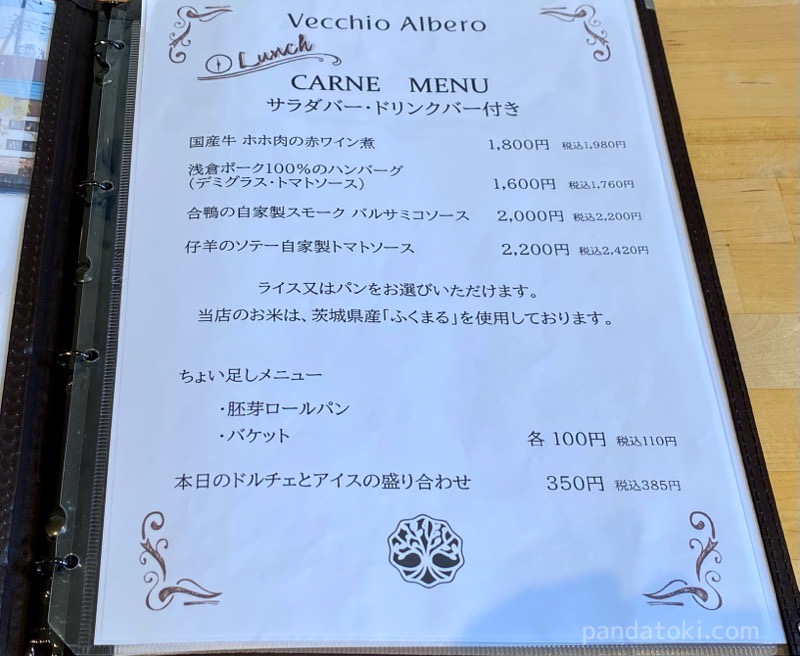 Vecchio Albero
Lunch
CARNE MENU
サラダバー・ドリンクバー付き
国産牛 ホホ肉の赤ワイン煮 1,800円 税込1,980円
浅倉ポーク100%のハンバーグ
(デミグラス・トマトソース) 1,600円 税込1,760円
合鴨の自家製スモーク バルサミコソース 2,000円 税込2,200円
仔羊のソテー自家製トマトソース 2,200円 税込2,420円
ライス又はパンをお選びいただけます。
当店のお米は、茨城県産「ふくまる」を使用しております。
ちょい足しメニュー
・胚芽ロールパン
・バケット 各 100円 税込110円
本日のドルチェとアイスの盛り合わせ 350円 税込385円
pandatoki.com